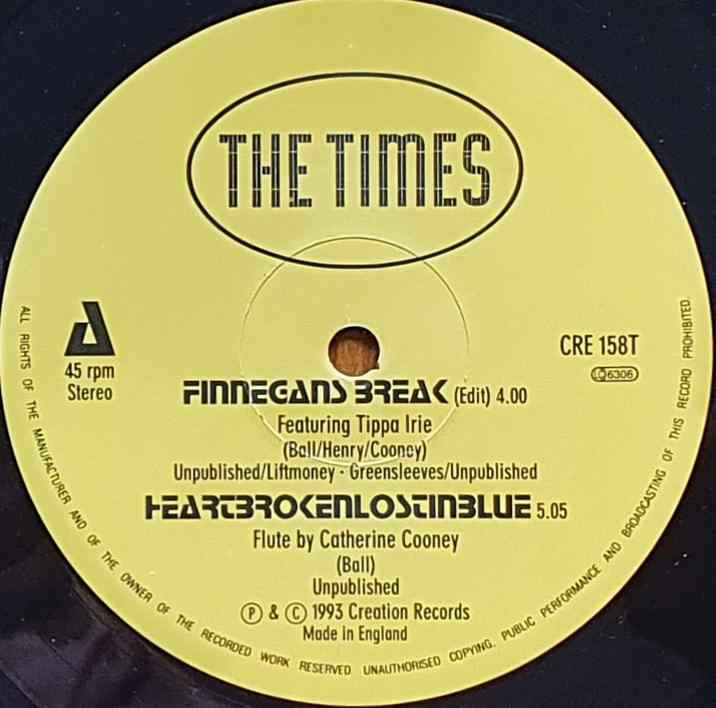 THE TIMES
A
45 rpm
Stereo
CRE 158T
LC 6306
FINNEGANS BREAK (Edit) 4.00
Featuring Tippa Irie
(Ball/Henry/Cooney)
Unpublished/Liftmoney - Greensleeves/Unpublished
HEARTBROKENLOSTINBLUE 5.05
Flute by Catherine Cooney
(Ball)
Unpublished
Ⓟ & © 1993 Creation Records
Made in England
ALL RIGHTS OF THE MANUFACTURER AND OF THE OWNER OF THE RECORDED WORK RESERVED UNAUTHORISED COPYING, PUBLIC PERFORMANCE AND BROADCASTING OF THIS RECORD PROHIBITED.